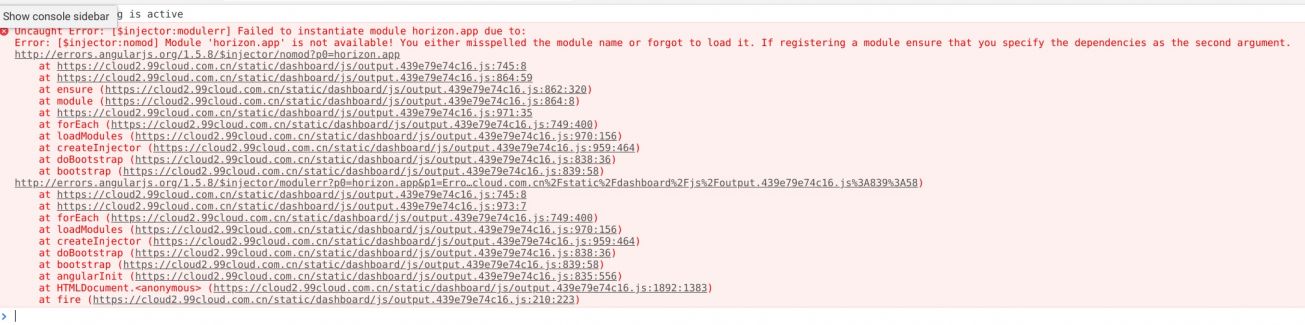 Show console sidebar
g is active
Uncaught Error: [$injector:modulerr] Failed to instantiate module horizon.app due to:
Error: [$injector:nomod] Module 'horizon.app' is not available! You either misspelled the module name or forgot to load it. If registering a module ensure that you specify the dependencies as the second argument.
http://errors.angularjs.org/1.5.8/$injector/nomod?p0=horizon.app
at https://cloud2.99cloud.com.cn/static/dashboard/js/output.439e79e74c16.js:745:8
at https://cloud2.99cloud.com.cn/static/dashboard/js/output.439e79e74c16.js:864:59
at ensure (https://cloud2.99cloud.com.cn/static/dashboard/js/output.439e79e74c16.js:862:320)
at module (https://cloud2.99cloud.com.cn/static/dashboard/js/output.439e79e74c16.js:864:8)
at https://cloud2.99cloud.com.cn/static/dashboard/js/output.439e79e74c16.js:971:35
at forEach (https://cloud2.99cloud.com.cn/static/dashboard/js/output.439e79e74c16.js:749:400)
at loadModules (https://cloud2.99cloud.com.cn/static/dashboard/js/output.439e79e74c16.js:970:156)
at createInjector (https://cloud2.99cloud.com.cn/static/dashboard/js/output.439e79e74c16.js:959:464)
at doBootstrap (https://cloud2.99cloud.com.cn/static/dashboard/js/output.439e79e74c16.js:838:36)
at bootstrap (https://cloud2.99cloud.com.cn/static/dashboard/js/output.439e79e74c16.js:839:58)
http://errors.angularjs.org/1.5.8/$injector/modulerr?p0=horizon.app&p1=Erro…cloud.com.cn%2Fstatic%2Fdashboard%2Fjs%2Foutput.439e79e74c16.js%3A839%3A58)
at https://cloud2.99cloud.com.cn/static/dashboard/js/output.439e79e74c16.js:745:8
at https://cloud2.99cloud.com.cn/static/dashboard/js/output.439e79e74c16.js:973:7
at forEach (https://cloud2.99cloud.com.cn/static/dashboard/js/output.439e79e74c16.js:749:400)
at loadModules (https://cloud2.99cloud.com.cn/static/dashboard/js/output.439e79e74c16.js:970:156)
at createInjector (https://cloud2.99cloud.com.cn/static/dashboard/js/output.439e79e74c16.js:959:464)
at doBootstrap (https://cloud2.99cloud.com.cn/static/dashboard/js/output.439e79e74c16.js:838:36)
at bootstrap (https://cloud2.99cloud.com.cn/static/dashboard/js/output.439e79e74c16.js:839:58)
at angularInit (https://cloud2.99cloud.com.cn/static/dashboard/js/output.439e79e74c16.js:835:556)
at HTMLDocument.<anonymous> (https://cloud2.99cloud.com.cn/static/dashboard/js/output.439e79e74c16.js:1892:1383)
at fire (https://cloud2.99cloud.com.cn/static/dashboard/js/output.439e79e74c16.js:210:223)